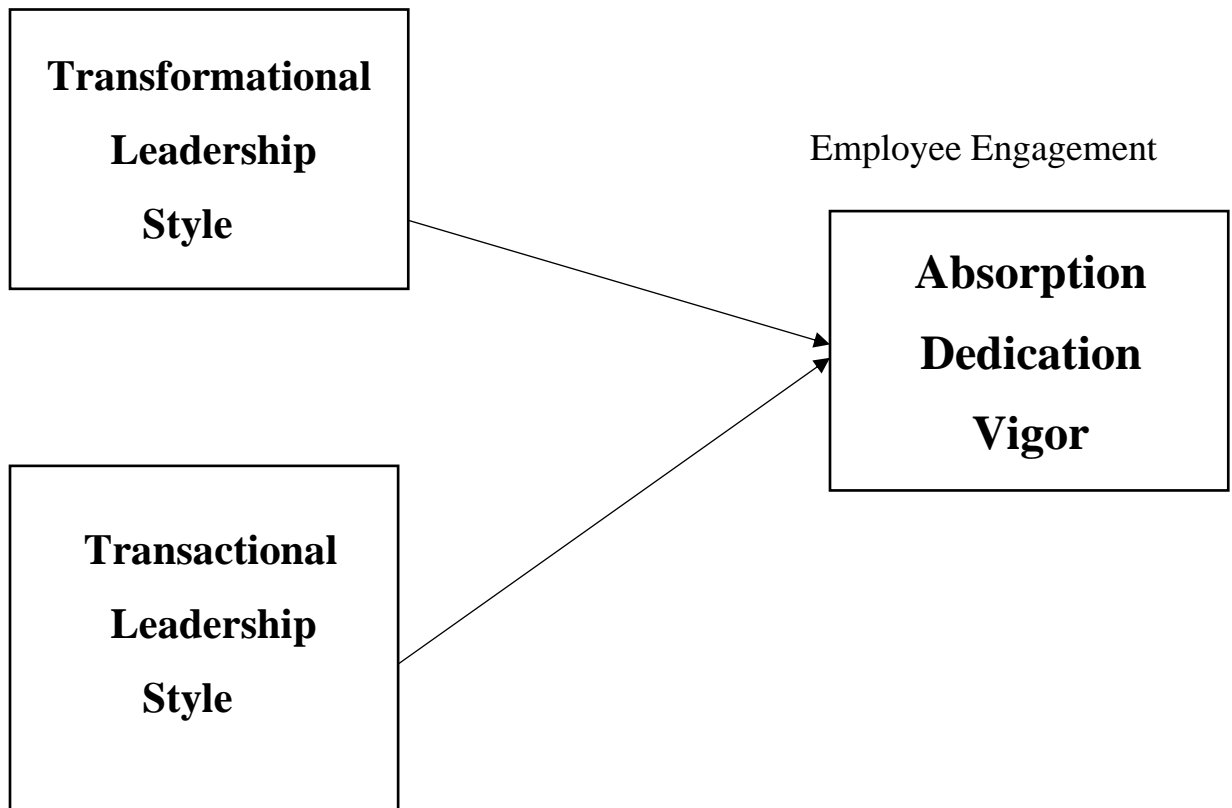 Transformational
Leadership
Style
Employee Engagement
Absorption
Dedication
Vigor
Transactional
Leadership
Style